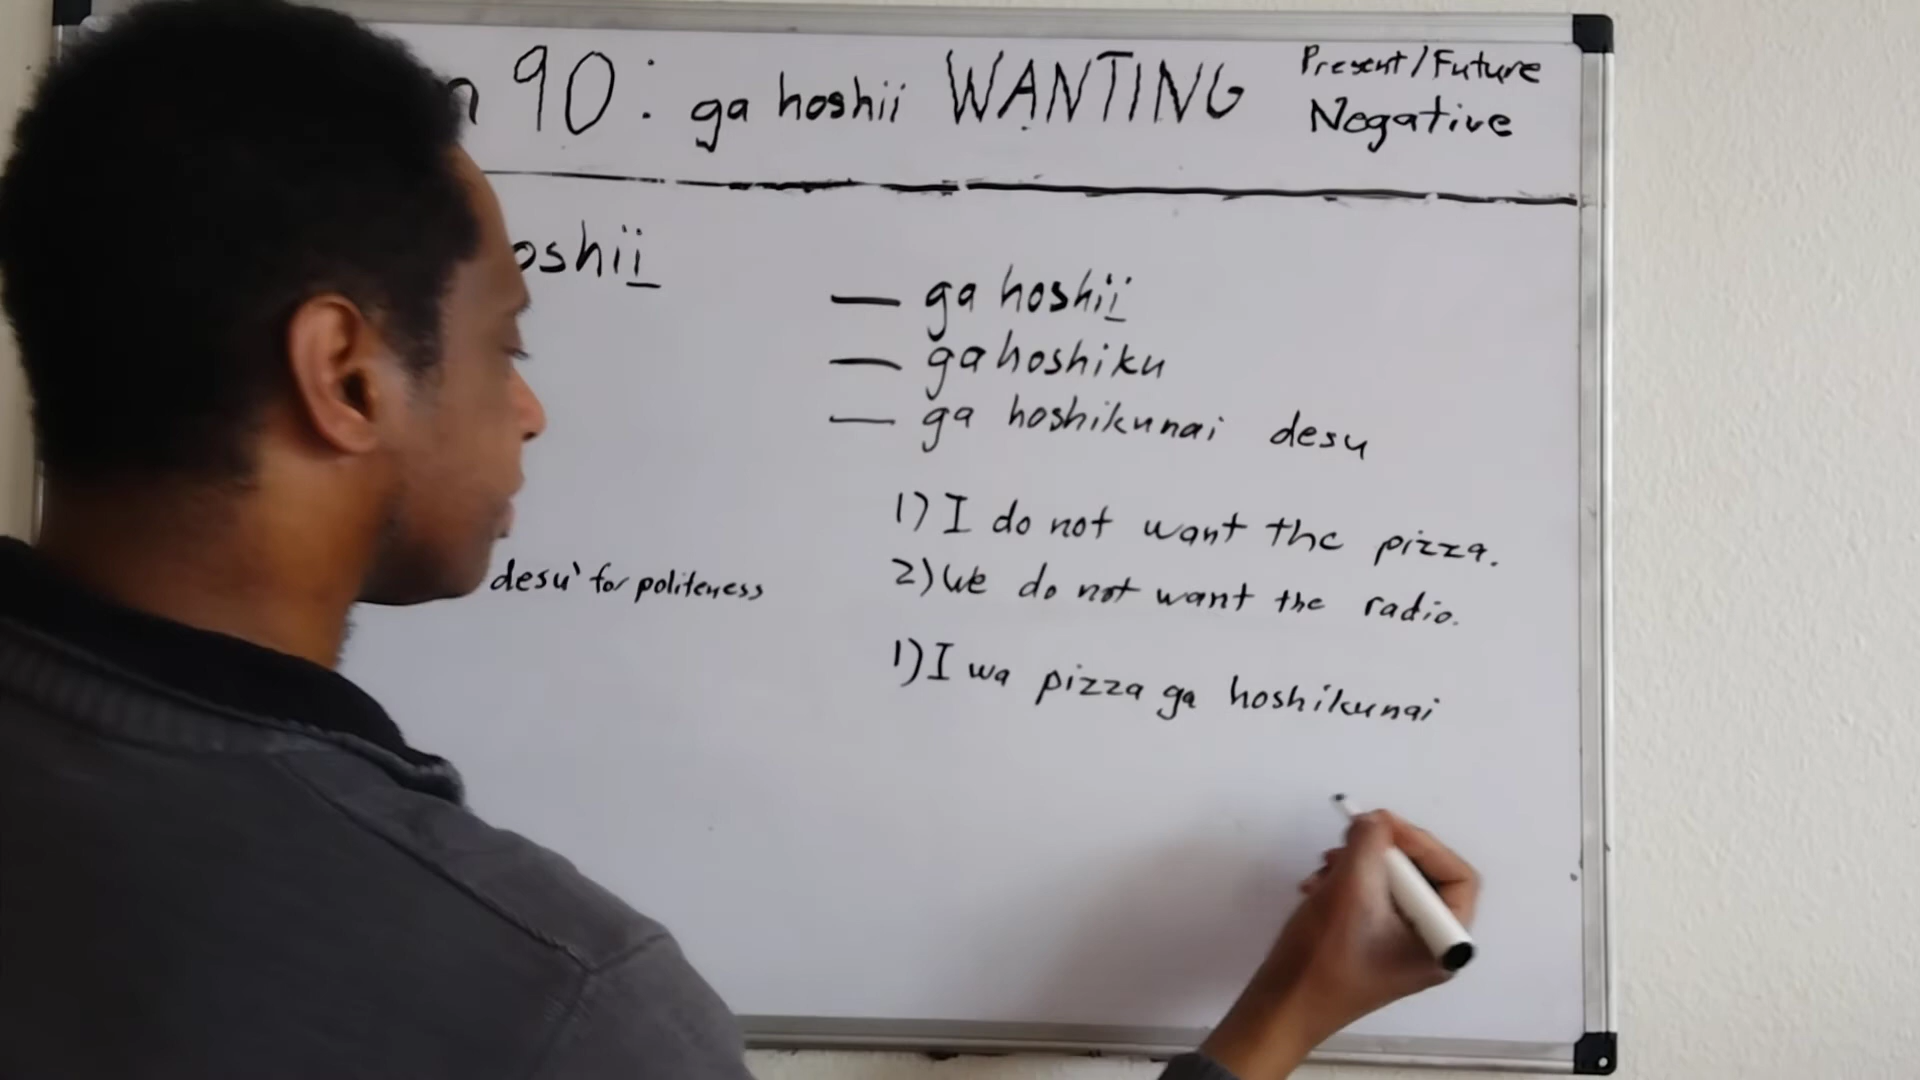 90: ga hoshii WANTING
Present/Future
Negative
oshii
desu' for politeness
— ga hoshii
— ga hoshiku
— ga hoshikunai desu
1) I do not want the pizza.
2) We do not want the radio.
1) I wa pizza ga hoshikunai